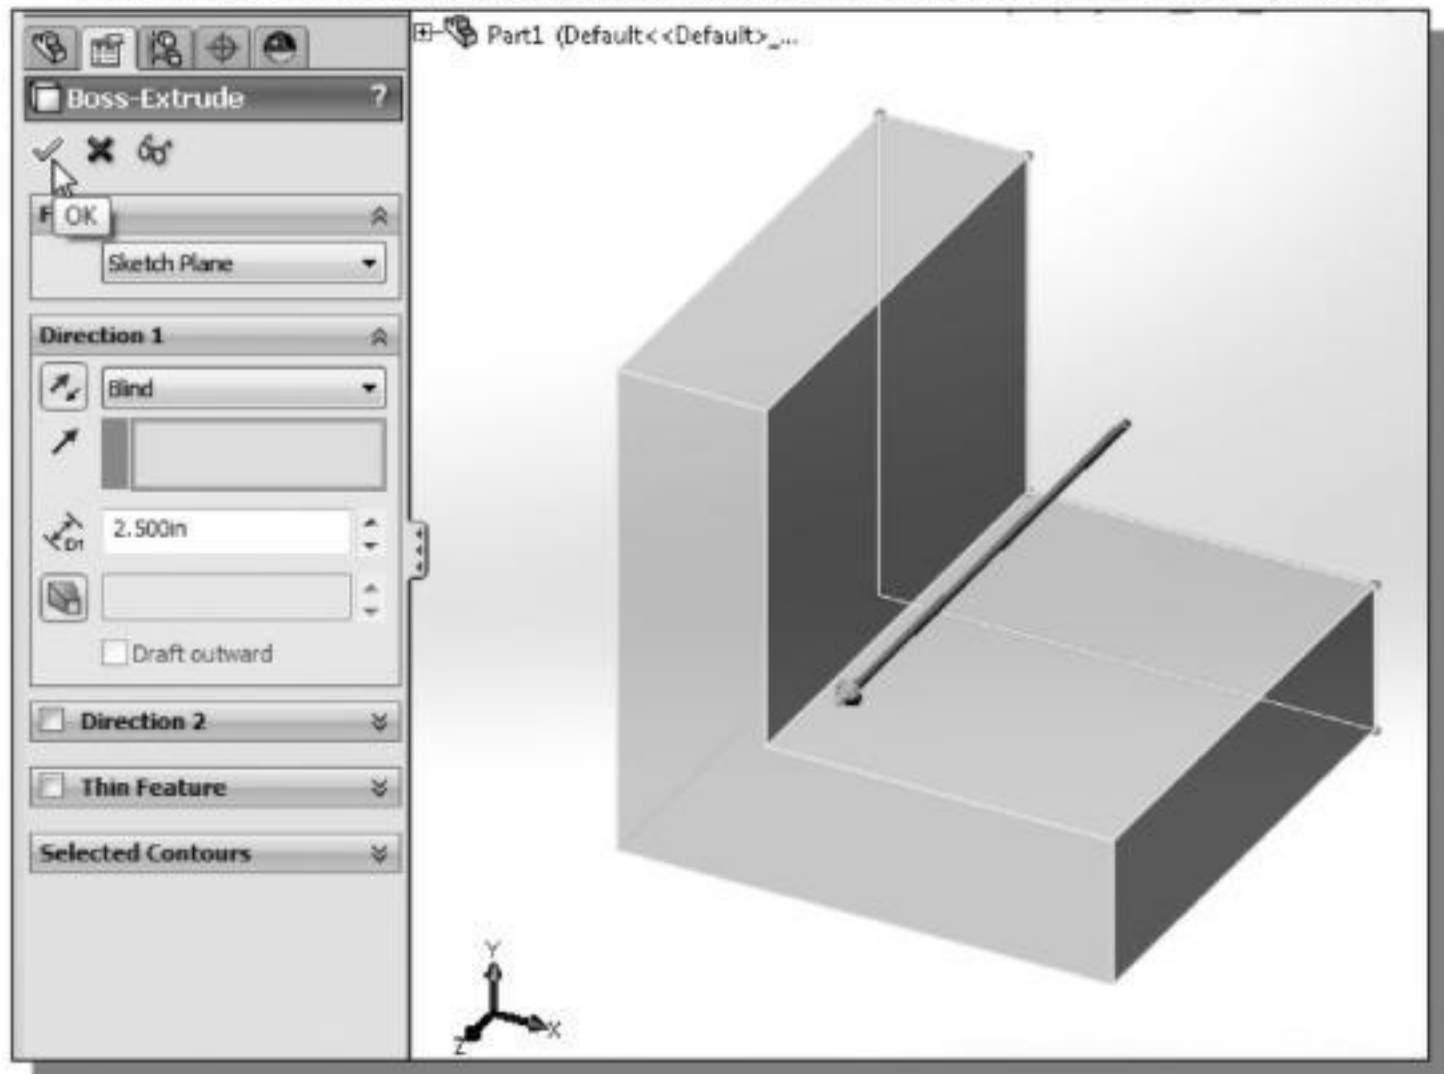 Part1 (Default<<Default>_...
Boss-Extrude ?
OK
Sketch Plane
Direction 1
Blind
D1 2.500in
Draft outward
Direction 2
Thin Feature
Selected Contours
Y
X
Z